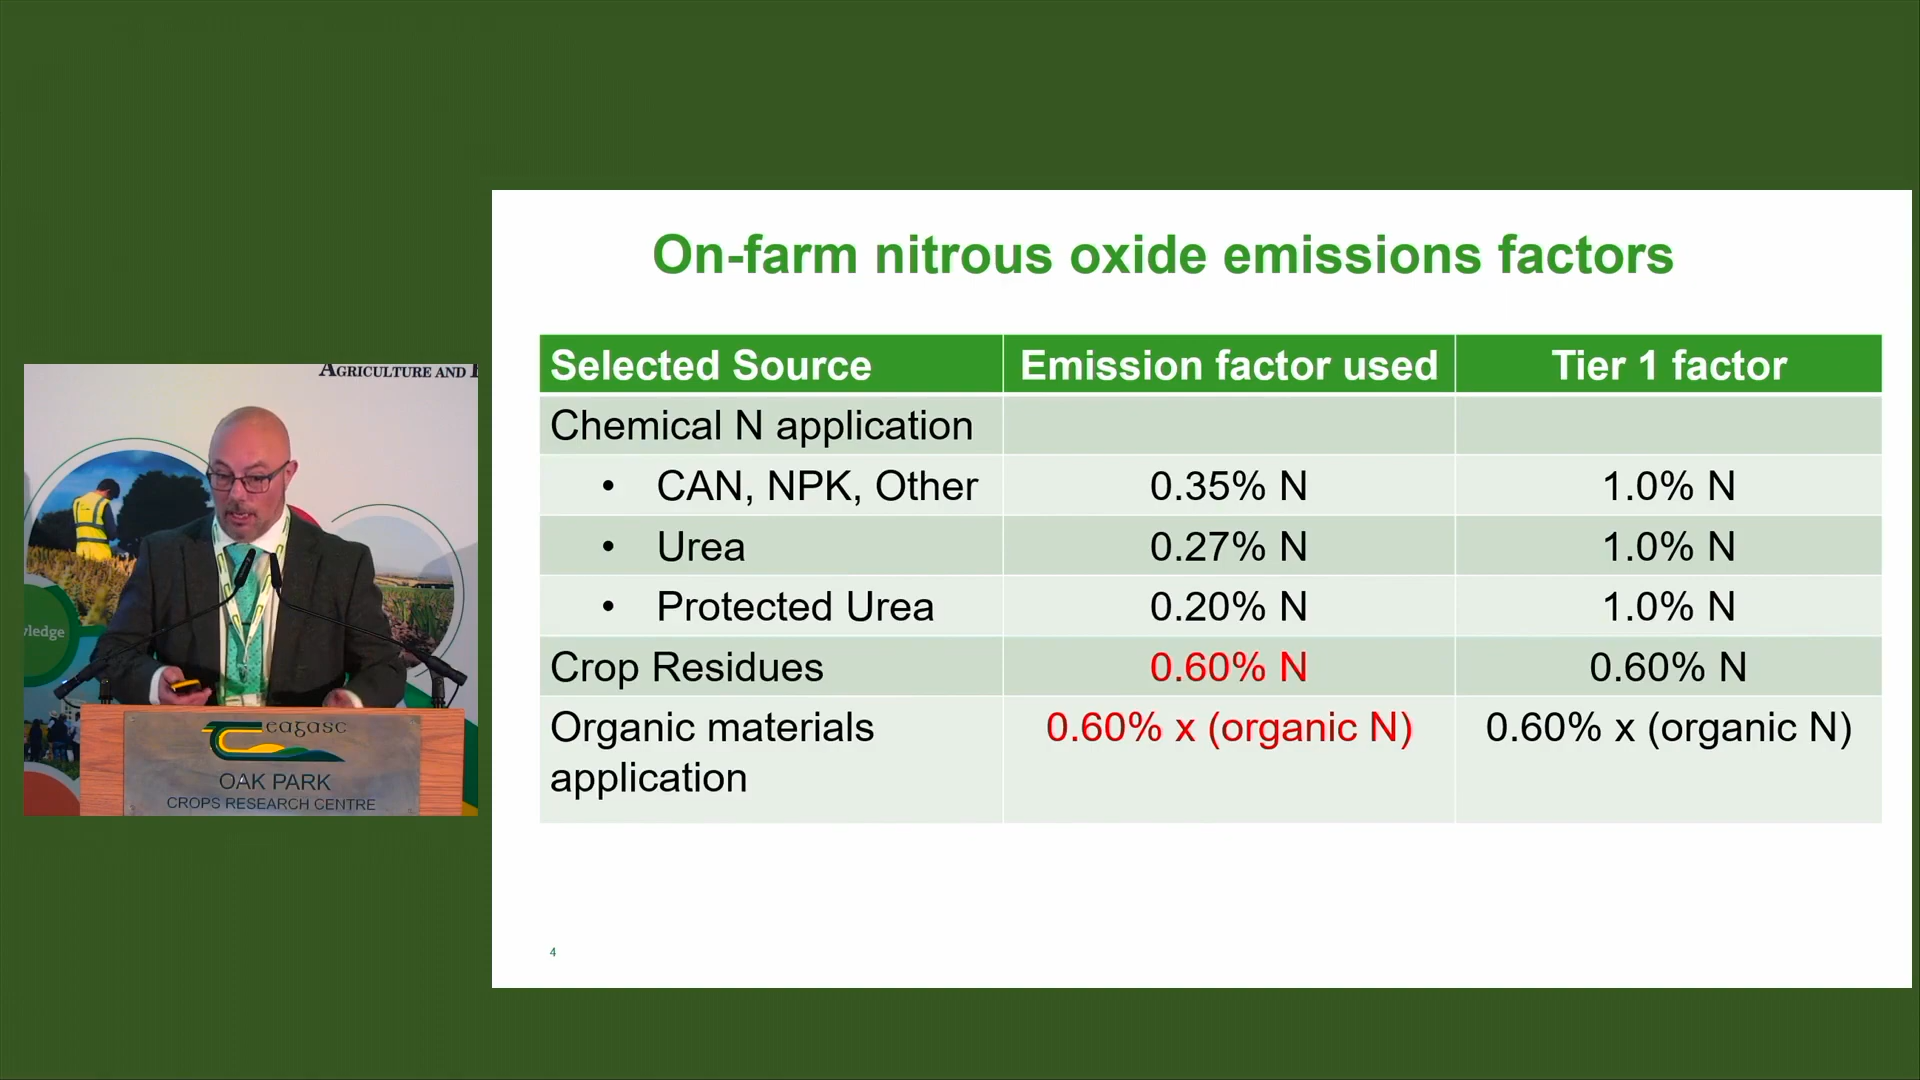 On-farm nitrous oxide emissions factors
Selected Source Emission factor used Tier 1 factor
Chemical N application
• CAN, NPK, Other 0.35% N 1.0% N
• Urea 0.27% N 1.0% N
• Protected Urea 0.20% N 1.0% N
Crop Residues 0.60% N 0.60% N
Organic materials 0.60% x (organic N) 0.60% x (organic N)
application
4
AGRICULTURE AND
vledge
eagasc
OAK PARK
CROPS RESEARCH CENTRE